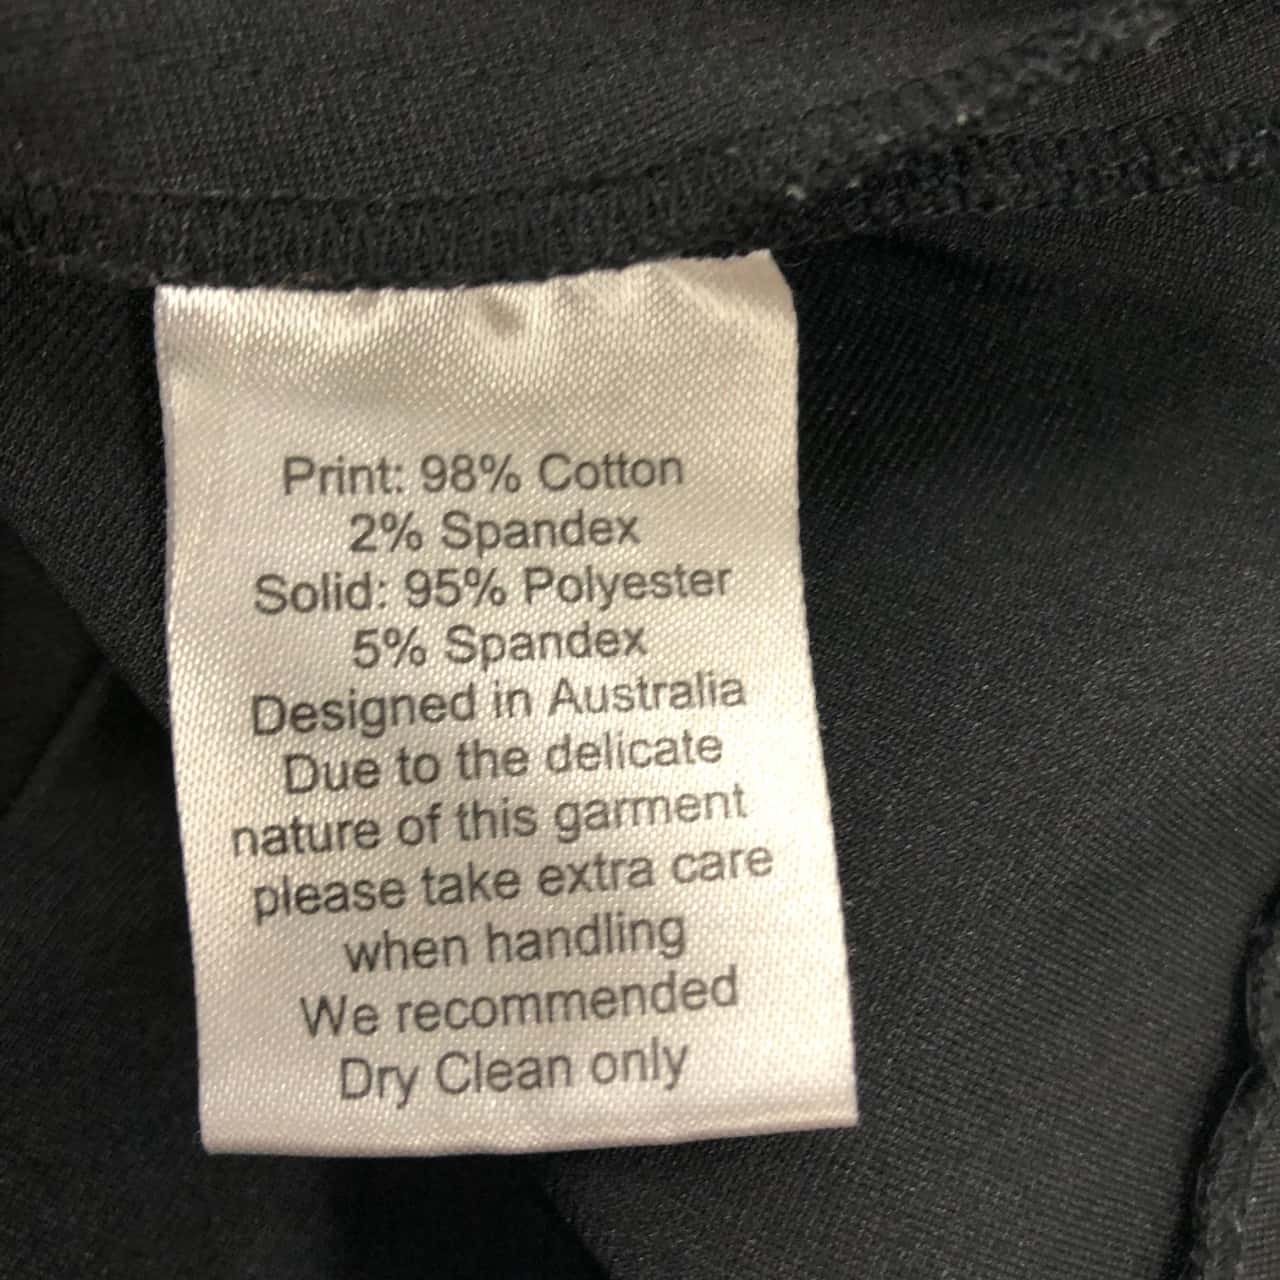 Print: 98% Cotton
2% Spandex
Solid: 95% Polyester
5% Spandex
Designed in Australia
Due to the delicate
nature of this garment
please take extra care
when handling
We recommended
Dry Clean only